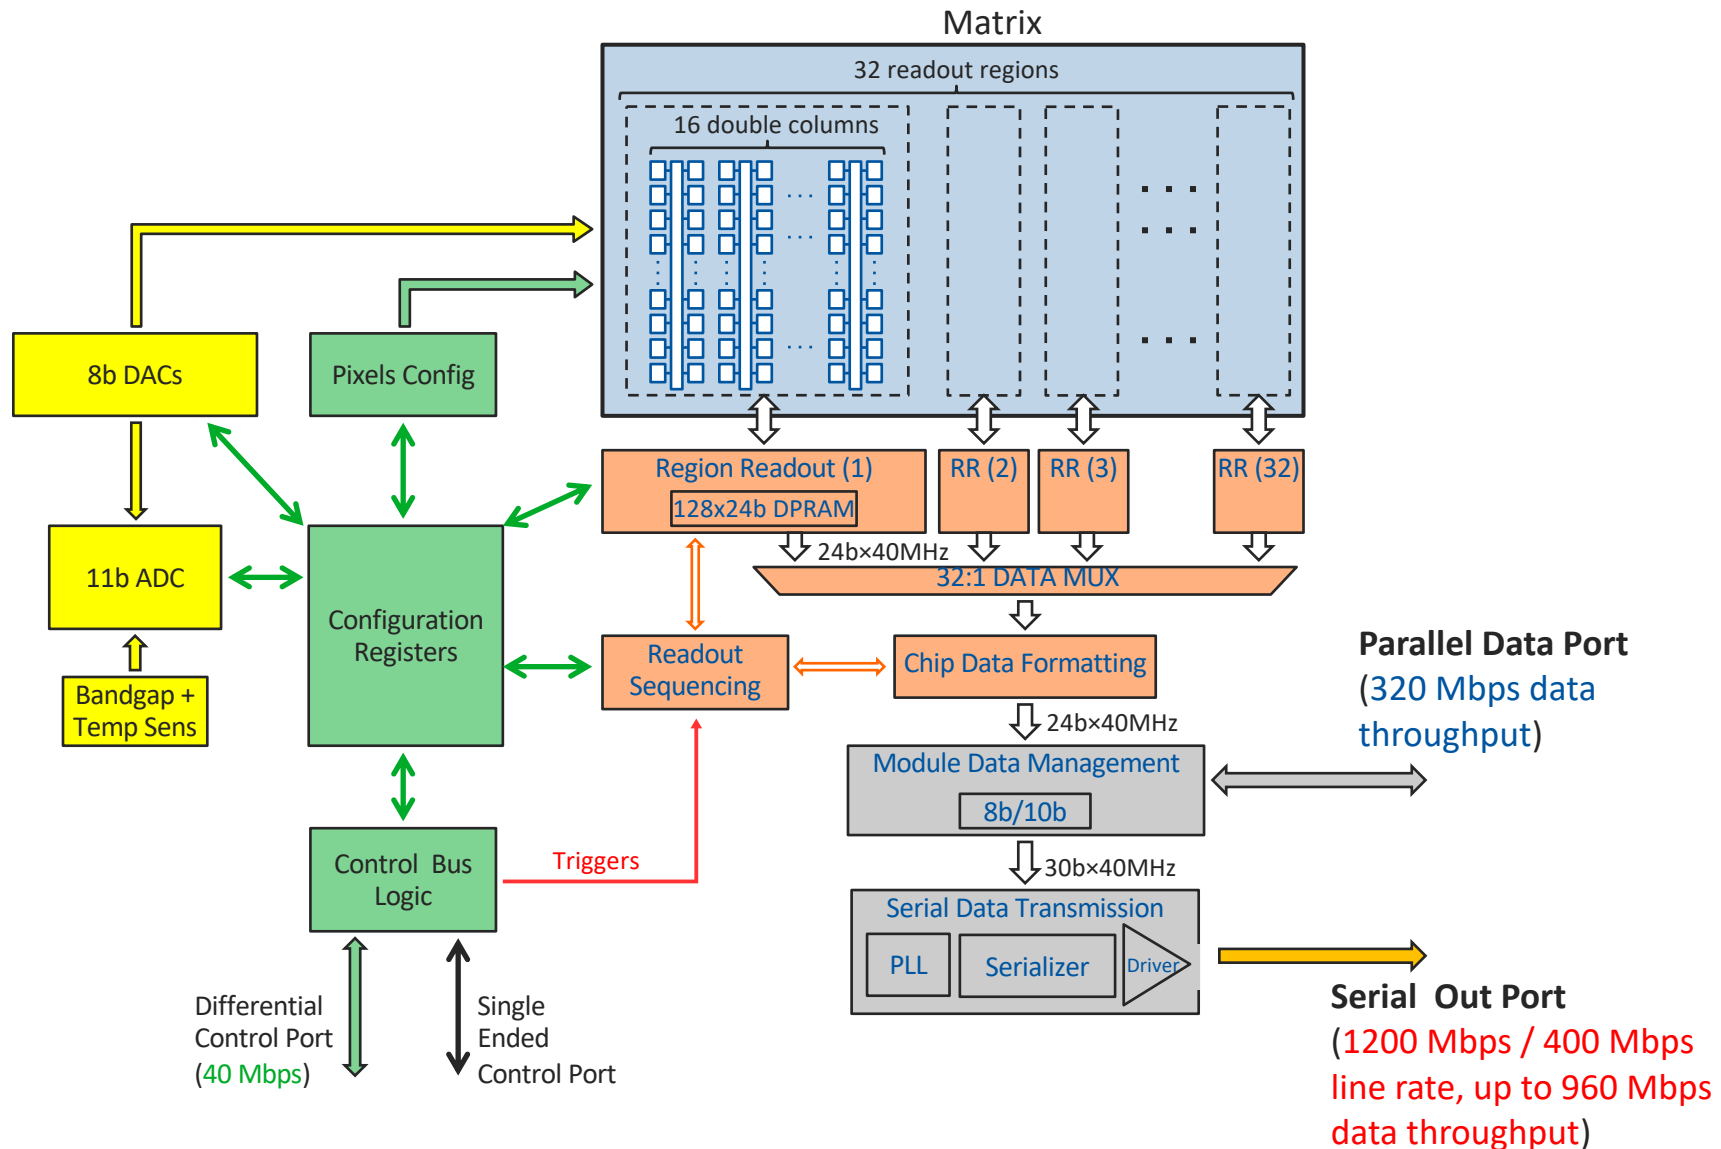 Matrix
32 readout regions
16 double columns
8b DACs
Pixels Config
Region Readout (1)
128x24b DPRAM
RR (2)
RR (3)
RR (32)
24b×40MHz
32:1 DATA MUX
11b ADC
Configuration
Registers
Readout
Sequencing
Chip Data Formatting
Bandgap +
Temp Sens
24b×40MHz
Parallel Data Port
(320 Mbps data
throughput)
Module Data Management
8b/10b
Control Bus
Logic
Triggers
30b×40MHz
Serial Data Transmission
PLL
Serializer
Driver
Differential
Control Port
(40 Mbps)
Single
Ended
Control Port
Serial Out Port
(1200 Mbps / 400 Mbps
line rate, up to 960 Mbps
data throughput)